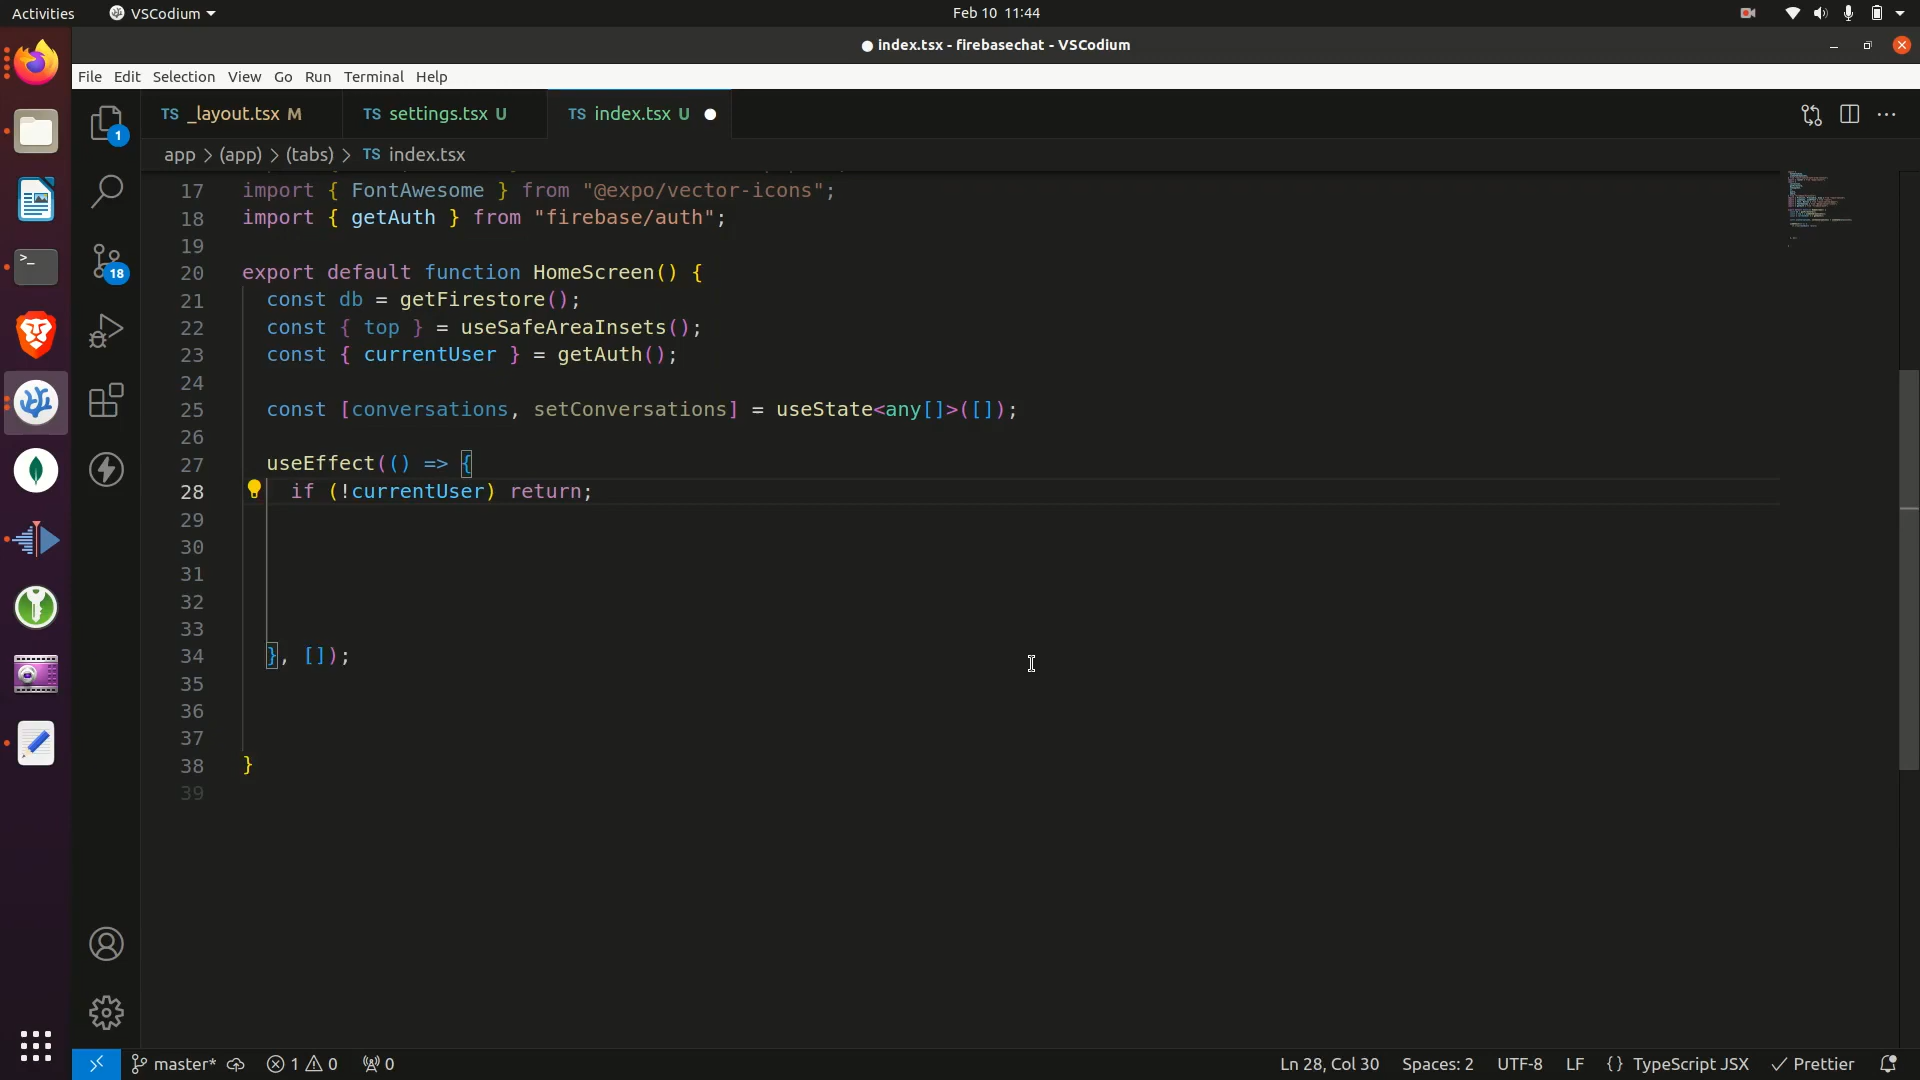 Activities VSCodium Feb 10 11:44
● index.tsx - firebasechat - VSCodium
File Edit Selection View Go Run Terminal Help
TS _layout.tsx M TS settings.tsx U TS index.tsx U
app > (app) > (tabs) > TS index.tsx
1
18
17 import { FontAwesome } from "@expo/vector-icons";
18 import { getAuth } from "firebase/auth";
19
20 export default function HomeScreen() {
21 const db = getFirestore();
22 const { top } = useSafeAreaInsets();
23 const { currentUser } = getAuth();
24
25 const [conversations, setConversations] = useState<any[]>([]);
26
27 useEffect(() => {
28 if (!currentUser) return;
29
30
31
32
33
34 }, []);
35
36
37
38 }
39
master* 1 0 0 Ln 28, Col 30 Spaces: 2 UTF-8 LF {} TypeScript JSX Prettier